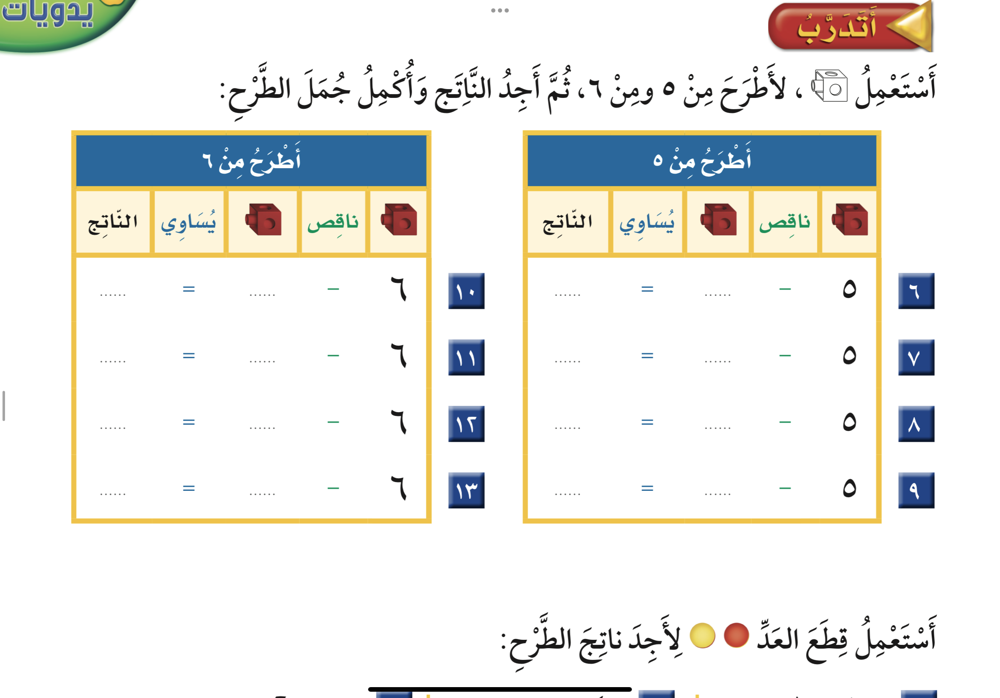 يدويات
أَتَدَرَّبُ
أَسْتَعْمِلُ ، لأَطْرَحَ مِنْ ٥ ومِنْ ٦، ثُمَّ أَجِدُ النَّاتِجَ وَأُكْمِلُ جُمَلَ الطَّرْحِ:
أَطْرَحُ مِنْ ٥
ناقِص يُسَاوِي النّاتِج
٦ ٥ – ...... = ......
٧ ٥ – ...... = ......
٨ ٥ – ...... = ......
٩ ٥ – ...... = ......
أَطْرَحُ مِنْ ٦
ناقِص يُسَاوِي النّاتِج
١٠ ٦ – ...... = ......
١١ ٦ – ...... = ......
١٢ ٦ – ...... = ......
١٣ ٦ – ...... = ......
أَسْتَعْمِلُ قِطَعَ العَدِّ لِأَجِدَ ناتِجَ الطَّرْحِ: